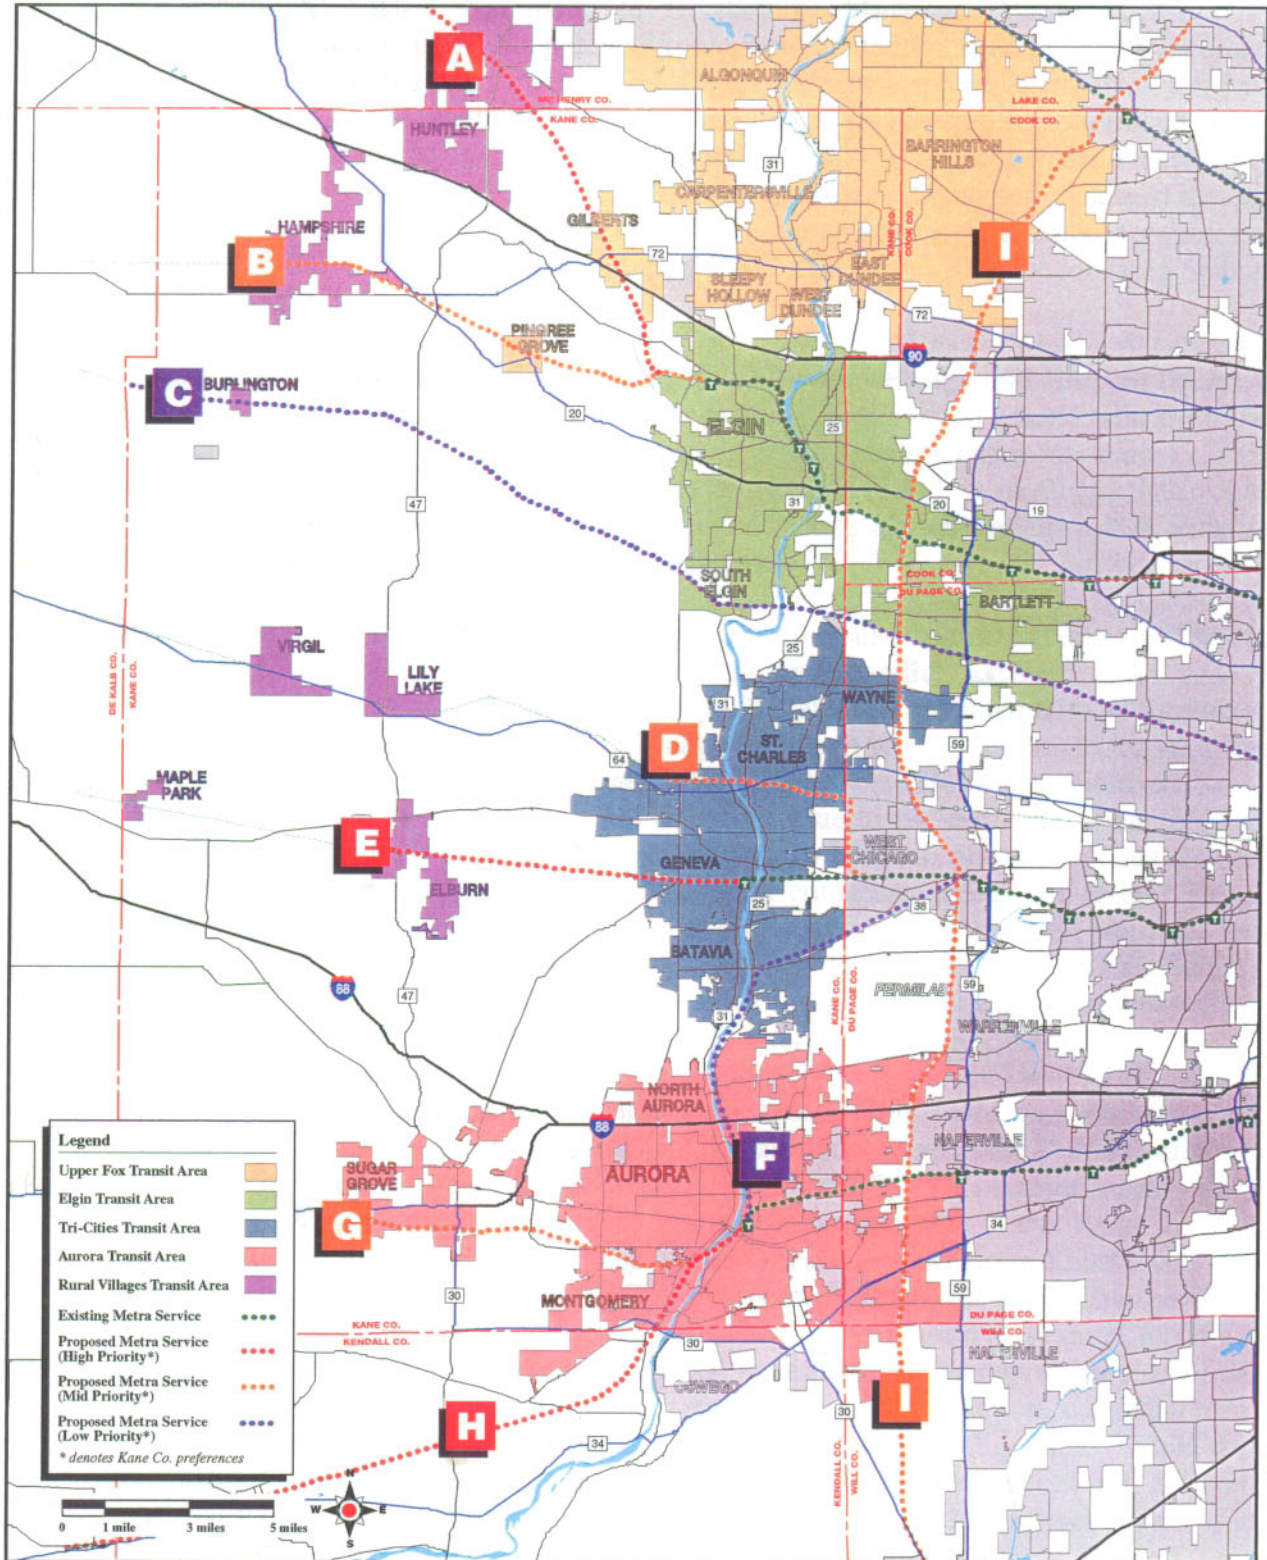 A
ALGONQUIN
MC HENRY CO.
KANE CO.
LAKE CO.
COOK CO.
HUNTLEY
BARRINGTON
HILLS
31
CARPENTERSVILLE
HAMPSHIRE
GILBERTS
KANE CO.
COOK CO.
B
I
72
EAST
DUNDEE
SLEEPY
HOLLOW
WEST
DUNDEE
72
PINGREE
GROVE
90
C
BURLINGTON
T
20
ELGIN
25
T
T
47
31
20
19
SOUTH
ELGIN
COOK CO.
DU PAGE CO.
T
T
T
BARTLETT
VIRGIL
25
LILY
LAKE
DE KALB CO.
KANE CO.
31
WAYNE
D
ST.
CHARLES
59
64
MAPLE
PARK
E
WEST
CHICAGO
GENEVA
ELBURN
T
T
25
38
T
T
T
BATAVIA
88
47
KANE CO.
DU PAGE CO.
FERMILAB
59
31
WARRENVILLE
NORTH
AURORA
88
T
NAPERVILLE
F
SUGAR
GROVE
AURORA
T
T
G
T
34
MONTGOMERY
30
59
KANE CO.
KENDALL CO.
DU PAGE CO.
WILL CO.
30
NAPERVILLE
OSWEGO
I
30
H
34
KENDALL CO.
WILL CO.
Legend
Upper Fox Transit Area
Elgin Transit Area
Tri-Cities Transit Area
Aurora Transit Area
Rural Villages Transit Area
Existing Metra Service
Proposed Metra Service
(High Priority*)
Proposed Metra Service
(Mid Priority*)
Proposed Metra Service
(Low Priority*)
* denotes Kane Co. preferences
N
W E
S
0 1 mile 3 miles 5 miles